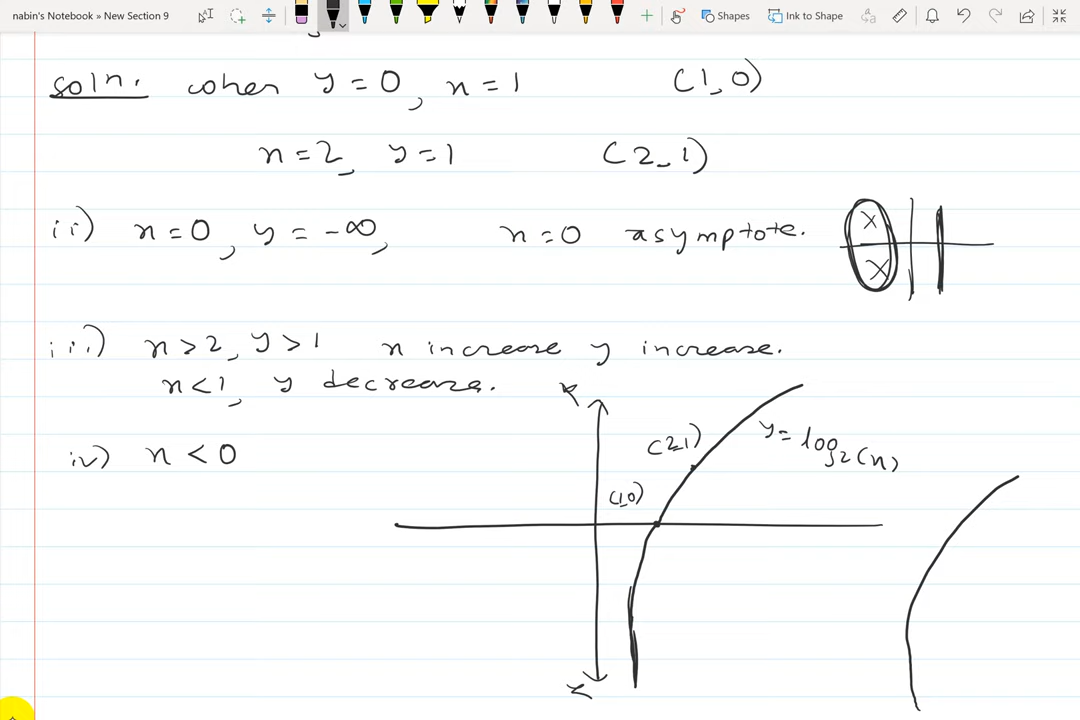 nabin's Notebook » New Section 9
Shapes
Ink to Shape
soln. when y = 0, x = 1 (1, 0)
x = 2, y = 1 (2, 1)
ii) x = 0, y = -∞, x = 0 asymptote.
iii) x > 2, y > 1 x increase y increase.
x < 1, y decrease.
iv) x < 0
(2,1)
y = log₂(x)
(1,0)